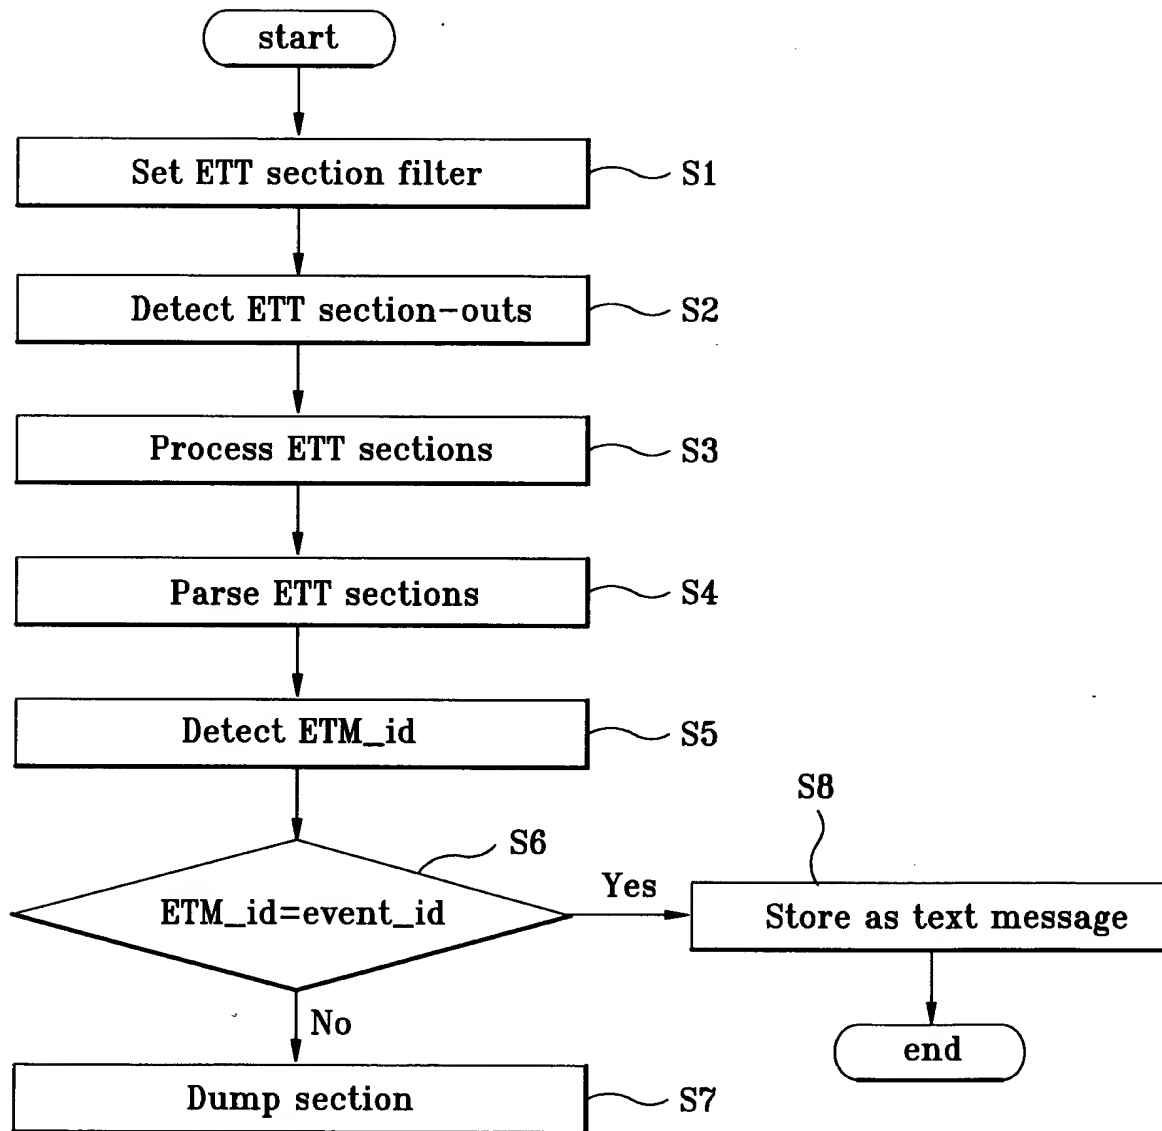 start
Set ETT section filter
S1
Detect ETT section-outs
S2
Process ETT sections
S3
Parse ETT sections
S4
Detect ETM_id
S5
S8
S6
ETM_id=event_id
Yes
Store as text message
No
end
Dump section
S7